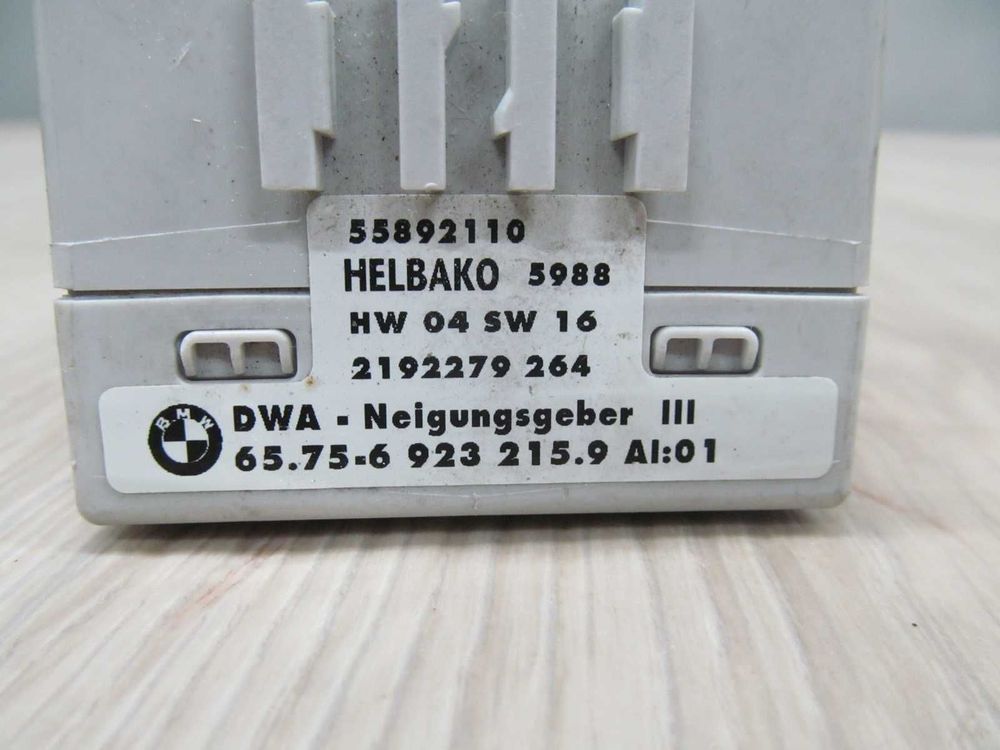 55892110
HELBAKO 5988
HW 04 SW 16
2192279 264
BMW
DWA - Neigungsgeber III
65.75-6 923 215.9 AI:01